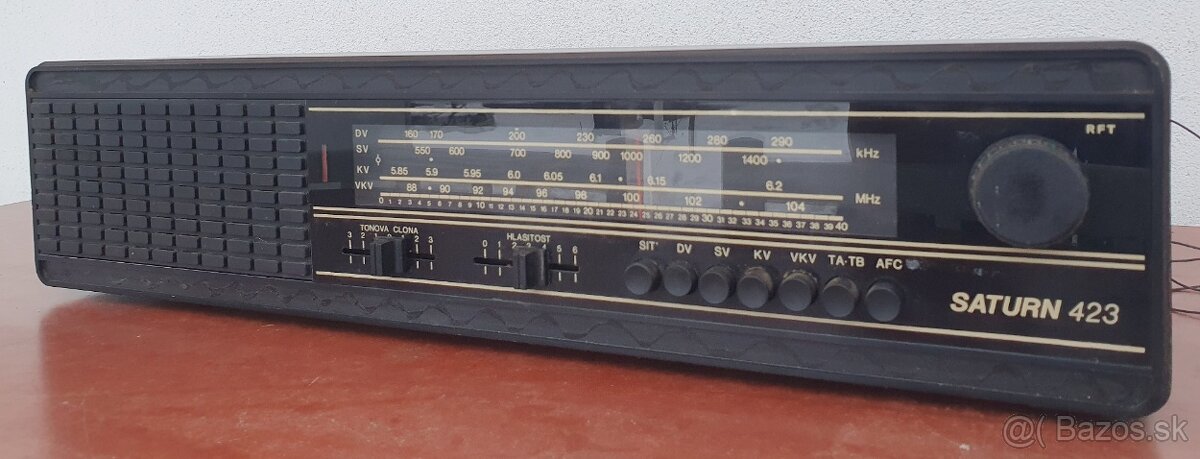 RFT
DV 160 170 200 230 260 280 290 kHz
SV 550 600 700 800 900 1000 1200 1400
KV 5.85 5.9 5.95 6.0 6.05 6.1 6.15 6.2
VKV 88 90 92 94 96 98 100 102 104 MHz
0 1 2 3 4 5 6 7 8 9 10 11 12 13 14 15 16 17 18 19 20 21 22 23 24 25 26 27 28 29 30 31 32 33 34 35 36 37 38 39 40
TONOVA CLONA
3 2 1 0 1 2 3
HLASITOST
0 1 2 3 4 5 6
SIT' DV SV KV VKV TA·TB AFC
SATURN 423
@( Bazos.sk